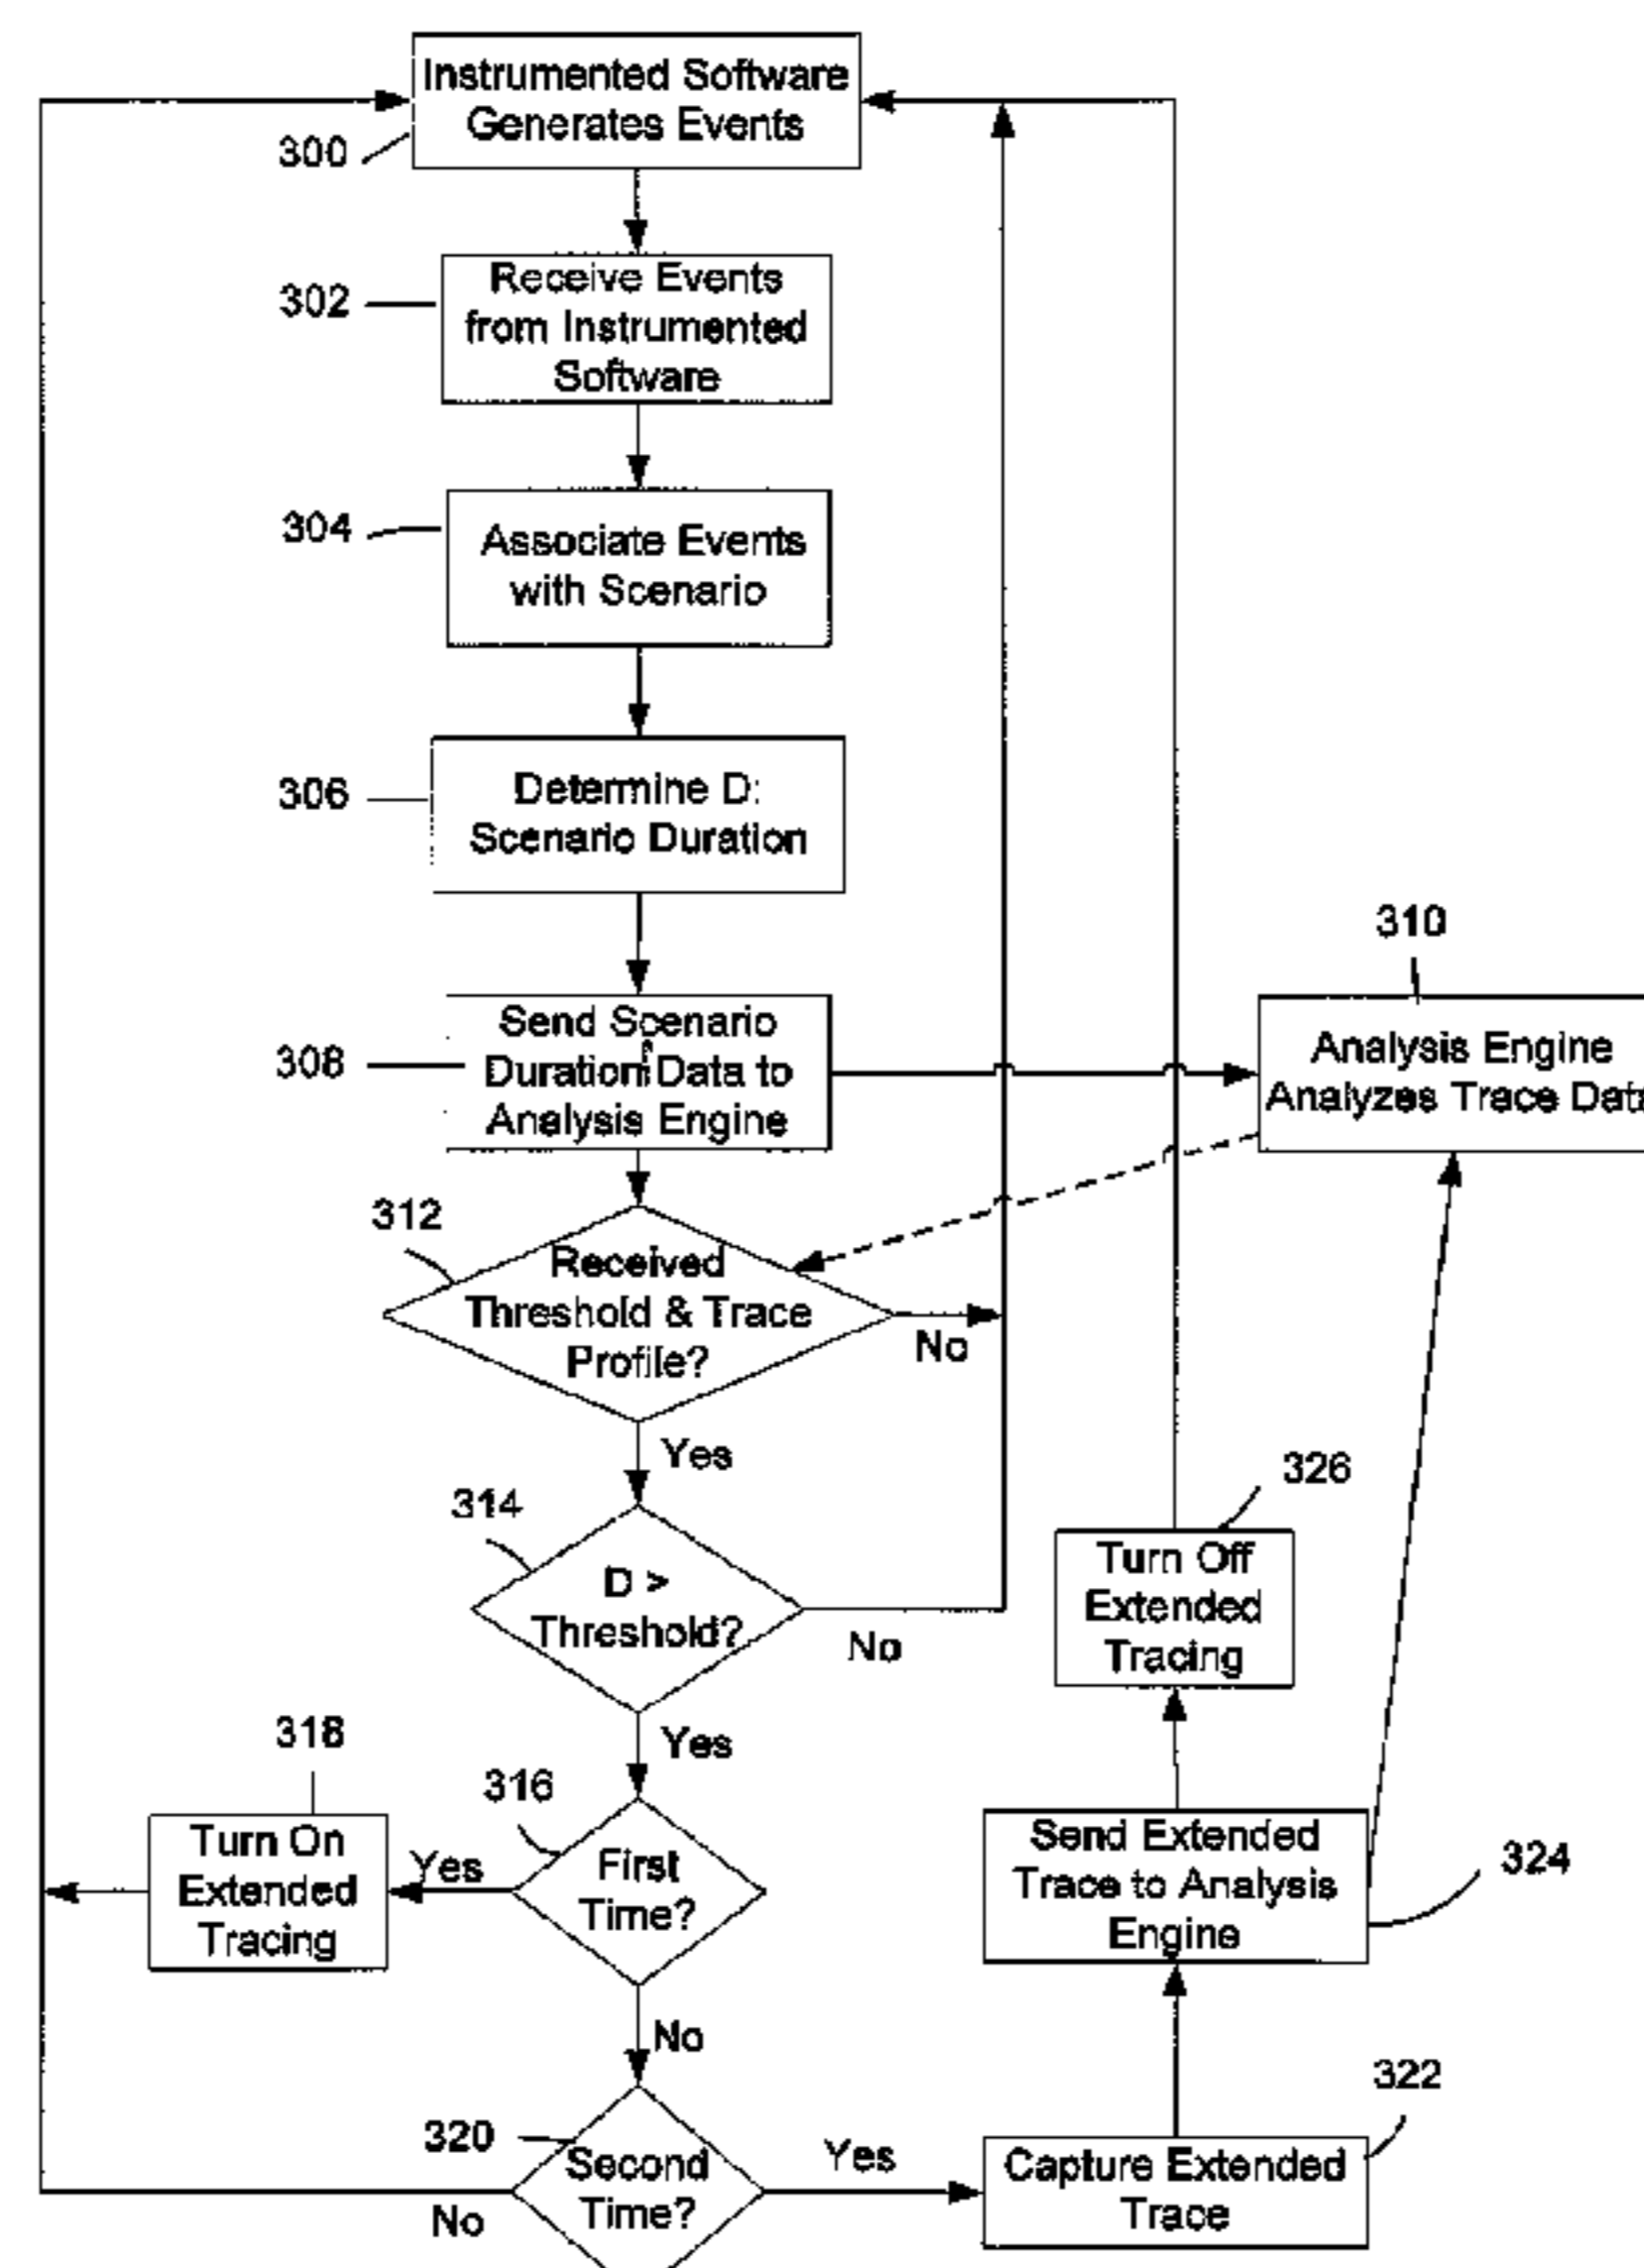 Instrumented Software
Generates Events
300
Receive Events
from Instrumented
Software
302
304
Associate Events
with Scenario
306
Determine D:
Scenario Duration
310
308
Send Scenario
Duration Data to
Analysis Engine
Analysis Engine
Analyzes Trace Data
312
Received
Threshold & Trace
Profile?
No
Yes
314
D >
Threshold?
No
326
Turn Off
Extended
Tracing
Yes
318
316
Turn On
Extended
Tracing
Yes
First
Time?
Send Extended
Trace to Analysis
Engine
324
No
320
Second
Time?
Yes
No
322
Capture Extended
Trace